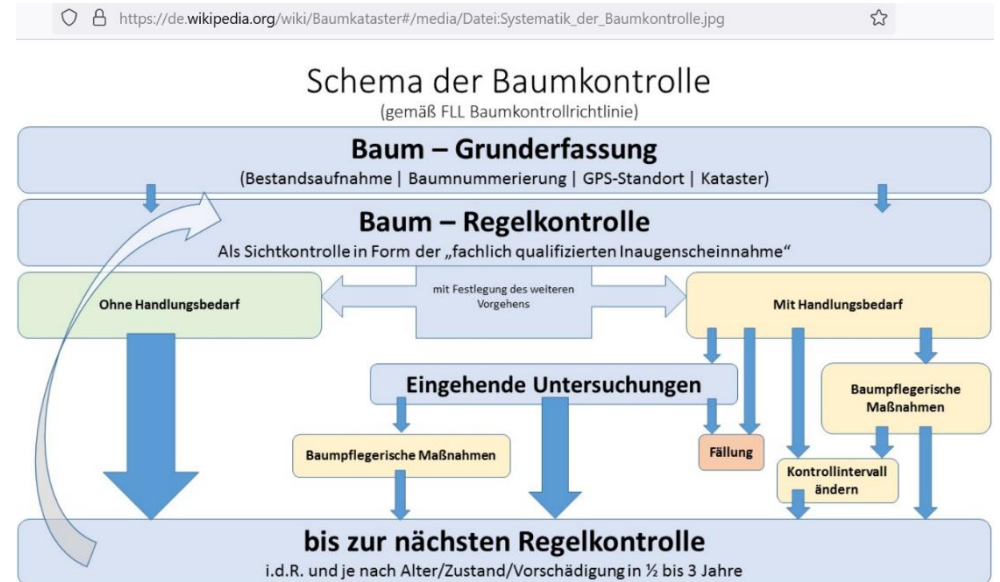 https://de.wikipedia.org/wiki/Baumkataster#/media/Datei:Systematik_der_Baumkontrolle.jpg
Schema der Baumkontrolle
(gemäß FLL Baumkontrollrichtlinie)
Baum – Grunderfassung
(Bestandsaufnahme | Baumnummerierung | GPS-Standort | Kataster)
Baum – Regelkontrolle
Als Sichtkontrolle in Form der „fachlich qualifizierten Inaugenscheinnahme“
Ohne Handlungsbedarf
mit Festlegung des weiteren
Vorgehens
Mit Handlungsbedarf
Eingehende Untersuchungen
Baumpflegerische
Maßnahmen
Baumpflegerische Maßnahmen
Fällung
Kontrollintervall
ändern
bis zur nächsten Regelkontrolle
i.d.R. und je nach Alter/Zustand/Vorschädigung in ½ bis 3 Jahre